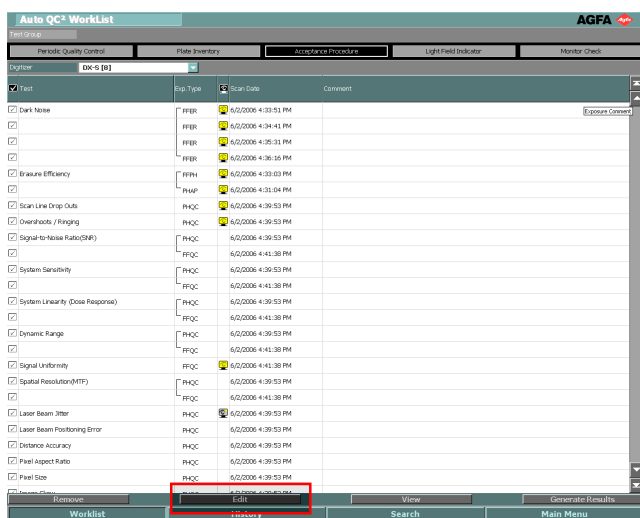 Auto QC² WorkList
AGFA
Test Group
Periodic Quality Control Plate Inventory Acceptance Procedure Light Field Indicator Monitor Check
Digitizer DX-S [8]
Test Exp.Type Scan Date Comment
Exposure Comment
Dark Noise FFER 6/2/2006 4:33:51 PM
FFER 6/2/2006 4:34:41 PM
FFER 6/2/2006 4:35:31 PM
FFER 6/2/2006 4:36:16 PM
Erasure Efficiency FFPH 6/2/2006 4:33:03 PM
PHAP 6/2/2006 4:31:04 PM
Scan Line Drop Outs PHQC 6/2/2006 4:39:53 PM
Overshoots / Ringing PHQC 6/2/2006 4:39:53 PM
Signal-to-Noise Ratio(SNR) PHQC 6/2/2006 4:39:53 PM
FFQC 6/2/2006 4:41:38 PM
System Sensitivity PHQC 6/2/2006 4:39:53 PM
FFQC 6/2/2006 4:41:38 PM
System Linearity (Dose Response) PHQC 6/2/2006 4:39:53 PM
FFQC 6/2/2006 4:41:38 PM
Dynamic Range PHQC 6/2/2006 4:39:53 PM
FFQC 6/2/2006 4:41:38 PM
Signal Uniformity FFQC 6/2/2006 4:41:38 PM
Spatial Resolution(MTF) PHQC 6/2/2006 4:39:53 PM
FFQC 6/2/2006 4:41:38 PM
Laser Beam Jitter PHQC 6/2/2006 4:39:53 PM
Laser Beam Positioning Error PHQC 6/2/2006 4:39:53 PM
Distance Accuracy PHQC 6/2/2006 4:39:53 PM
Pixel Aspect Ratio PHQC 6/2/2006 4:39:53 PM
Pixel Size PHQC 6/2/2006 4:39:53 PM
Remove Edit View Generate Results
Worklist History Search Main Menu